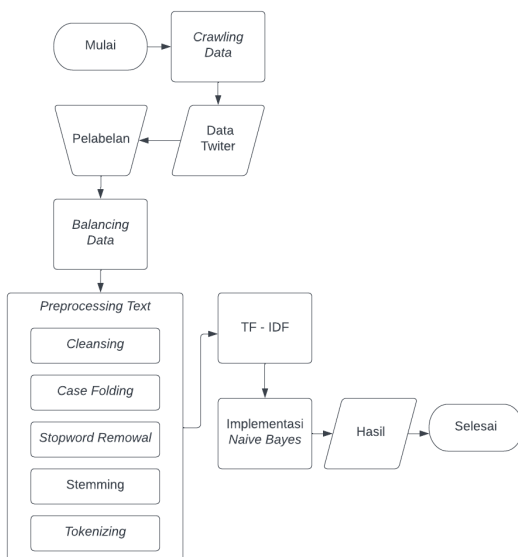 Mulai
Crawling
Data
Data
Twiter
Pelabelan
Balancing
Data
Preprocessing Text
Cleansing
Case Folding
Stopword Removal
Stemming
Tokenizing
TF - IDF
Implementasi
Naive Bayes
Hasil
Selesai